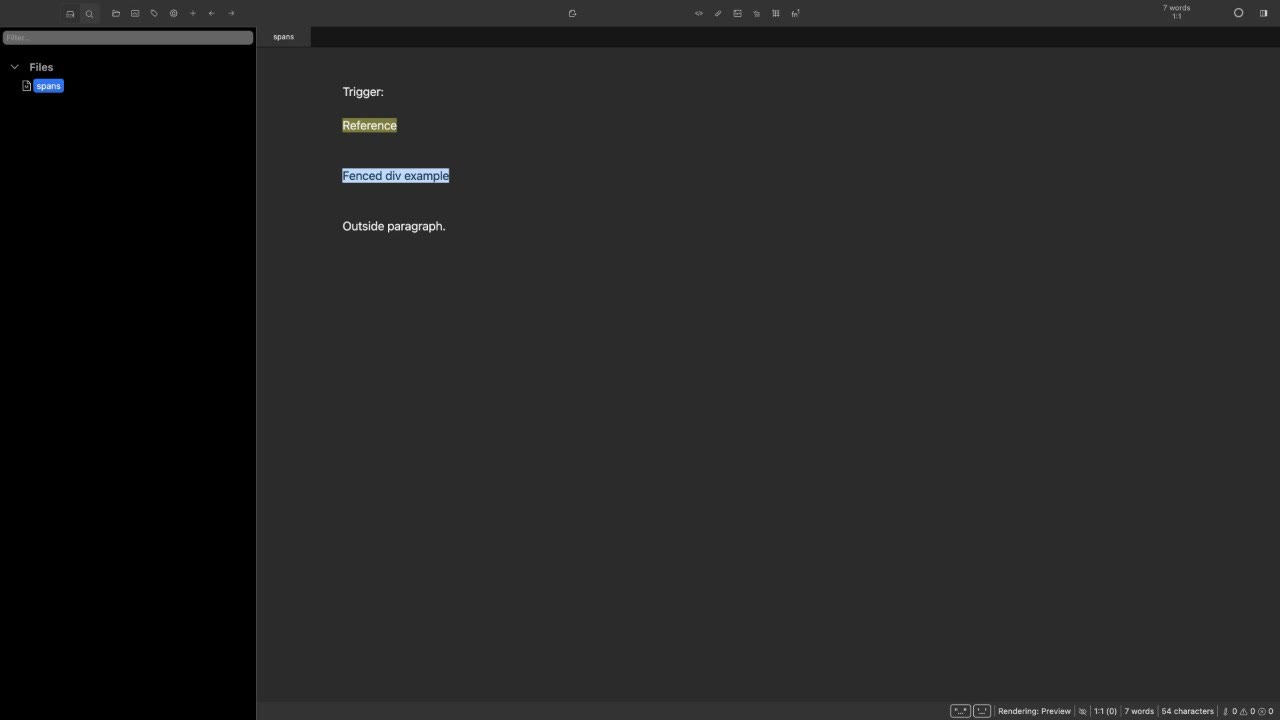 7 words
1:1
Filter...
spans
Files
spans
Trigger:
Reference
Fenced div example
Outside paragraph.
Rendering: Preview 1:1 (0) 7 words 54 characters 0 0 0